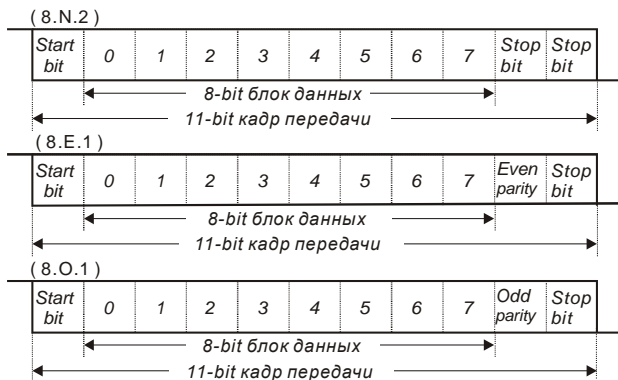 (8.N.2)
Start bit 0 1 2 3 4 5 6 7 Stop bit Stop bit
8-bit блок данных
11-bit кадр передачи
(8.E.1)
Start bit 0 1 2 3 4 5 6 7 Even parity Stop bit
8-bit блок данных
11-bit кадр передачи
(8.O.1)
Start bit 0 1 2 3 4 5 6 7 Odd parity Stop bit
8-bit блок данных
11-bit кадр передачи